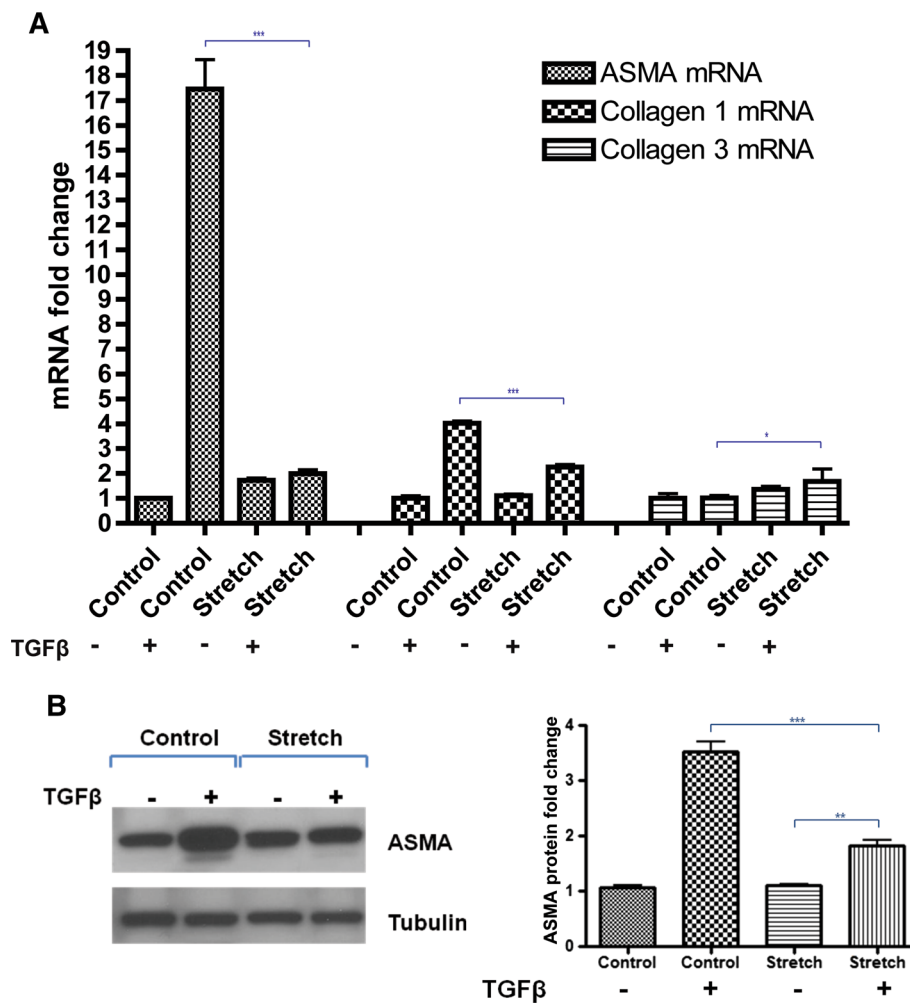 A
***
19
18
17
16
15
14
13
12
11
10
9
8
7
6
5
4
3
2
1
0
mRNA fold change
ASMA mRNA
Collagen 1 mRNA
Collagen 3 mRNA
***
*
Control Control Stretch Stretch Control Control Stretch Stretch Control Control Stretch Stretch
TGFβ - + - + - + - + - + - +
B
Control Stretch
TGFβ - + - +
ASMA
Tubulin
ASMA protein fold change
4
3
2
1
0
***
**
Control Control Stretch Stretch
TGFβ - + - +